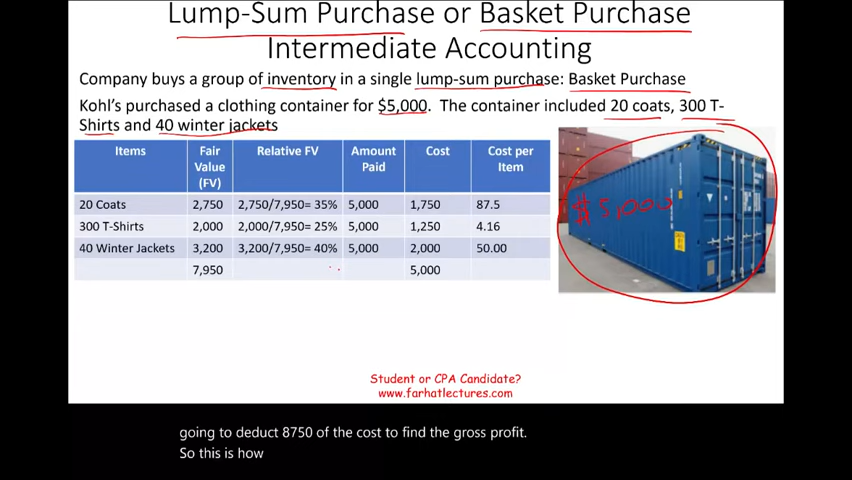 Lump-Sum Purchase or Basket Purchase
Intermediate Accounting
Company buys a group of inventory in a single lump-sum purchase: Basket Purchase
Kohl's purchased a clothing container for $5,000. The container included 20 coats, 300 T-
Shirts and 40 winter jackets
Items Fair Value (FV) Relative FV Amount Paid Cost Cost per Item
20 Coats 2,750 2,750/7,950= 35% 5,000 1,750 87.5
300 T-Shirts 2,000 2,000/7,950= 25% 5,000 1,250 4.16
40 Winter Jackets 3,200 3,200/7,950= 40% 5,000 2,000 50.00
7,950 5,000
$5,000
Student or CPA Candidate?
www.farhatlectures.com
going to deduct 8750 of the cost to find the gross profit.
So this is how